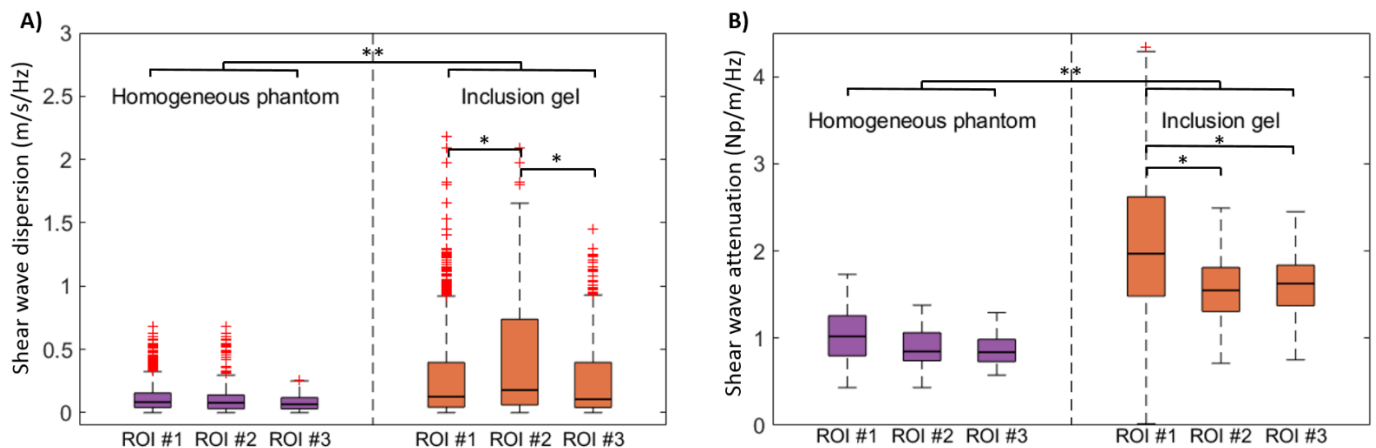 A)
Shear wave dispersion (m/s/Hz)
3
2.5
2
1.5
1
0.5
0
**
Homogeneous phantom
Inclusion gel
*
*
ROI #1 ROI #2 ROI #3
ROI #1 ROI #2 ROI #3
B)
Shear wave attenuation (Np/m/Hz)
4
3
2
1
0
**
Homogeneous phantom
Inclusion gel
*
*
ROI #1 ROI #2 ROI #3
ROI #1 ROI #2 ROI #3